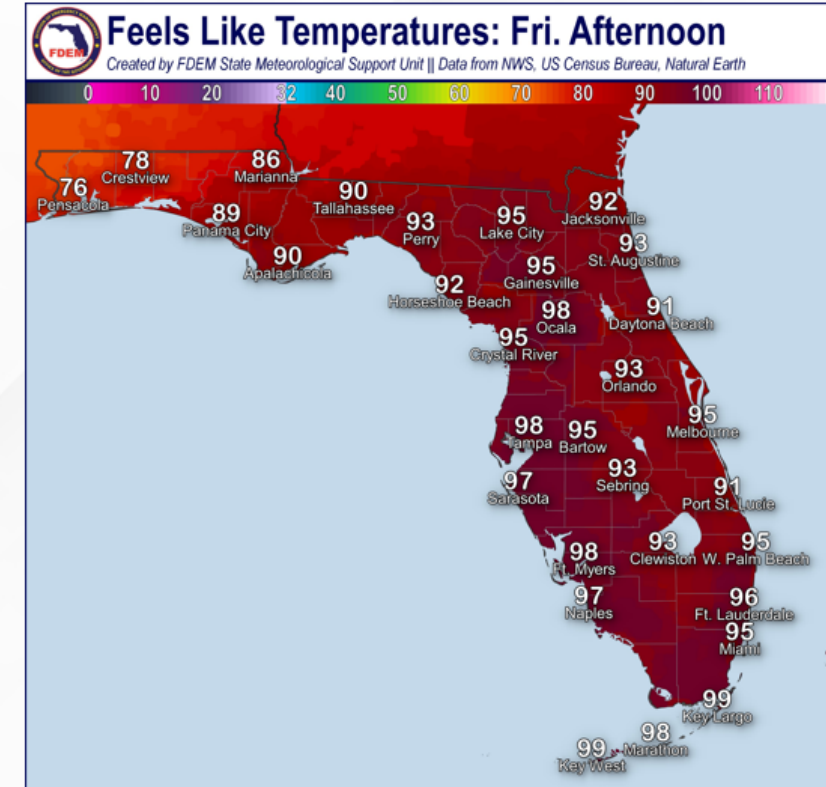 FDEM
Feels Like Temperatures: Fri. Afternoon
Created by FDEM State Meteorological Support Unit || Data from NWS, US Census Bureau, Natural Earth
0 10 20 32 40 50 60 70 80 90 100 110
78
Crestview
86
Marianna
76
Pensacola
90
Tallahassee
89
Panama City
93
Perry
95
Lake City
92
Jacksonville
93
St. Augustine
90
Apalachicola
95
Gainesville
92
Horseshoe Beach
98
Ocala
91
Daytona Beach
95
Crystal River
93
Orlando
98
Tampa
95
Bartow
95
Melbourne
93
Sebring
97
Sarasota
91
Port St. Lucie
98
Ft. Myers
93
Clewiston
95
W. Palm Beach
97
Naples
96
Ft. Lauderdale
95
Miami
99
Key Largo
98
Marathon
99
Key West